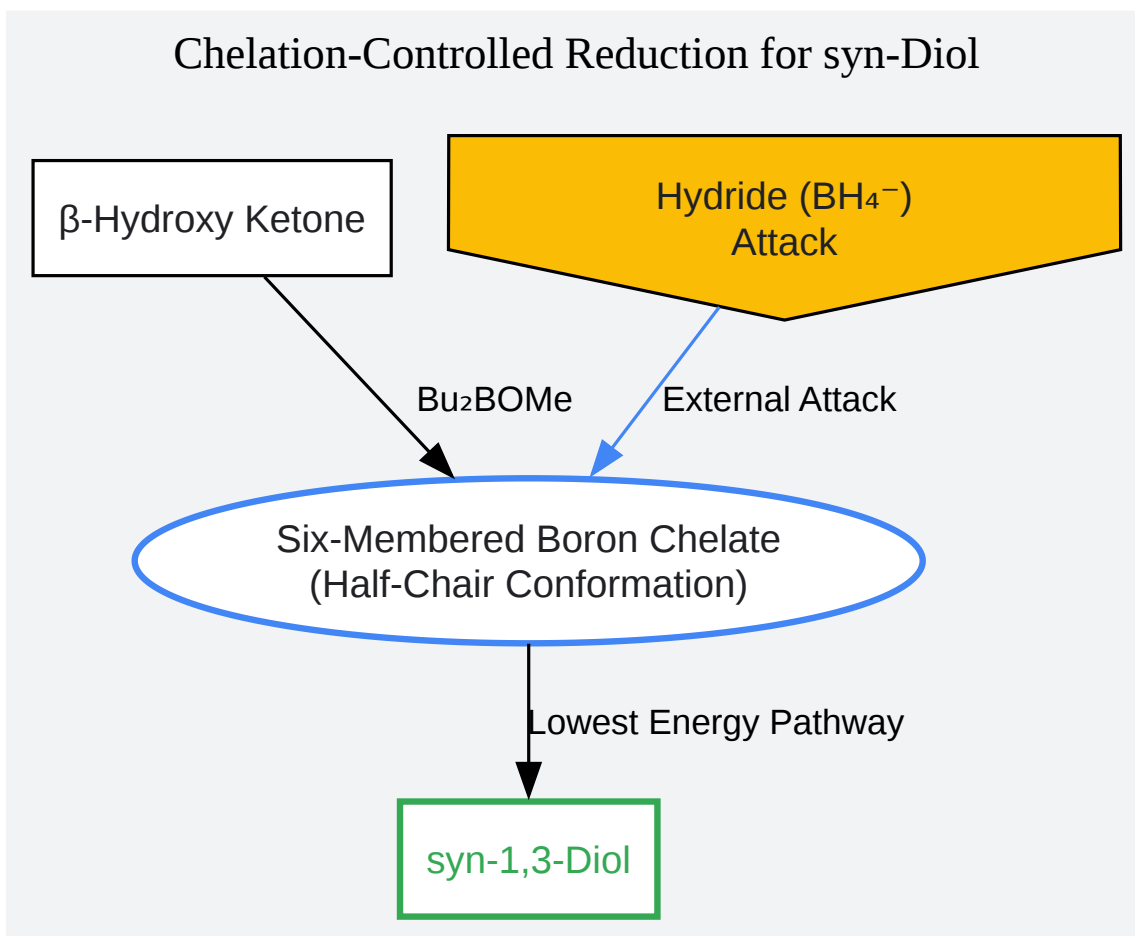 Chelation-Controlled Reduction for syn-Diol
β-Hydroxy Ketone
Hydride (BH₄⁻)
Attack
Bu₂BOMe
External Attack
Six-Membered Boron Chelate
(Half-Chair Conformation)
Lowest Energy Pathway
syn-1,3-Diol